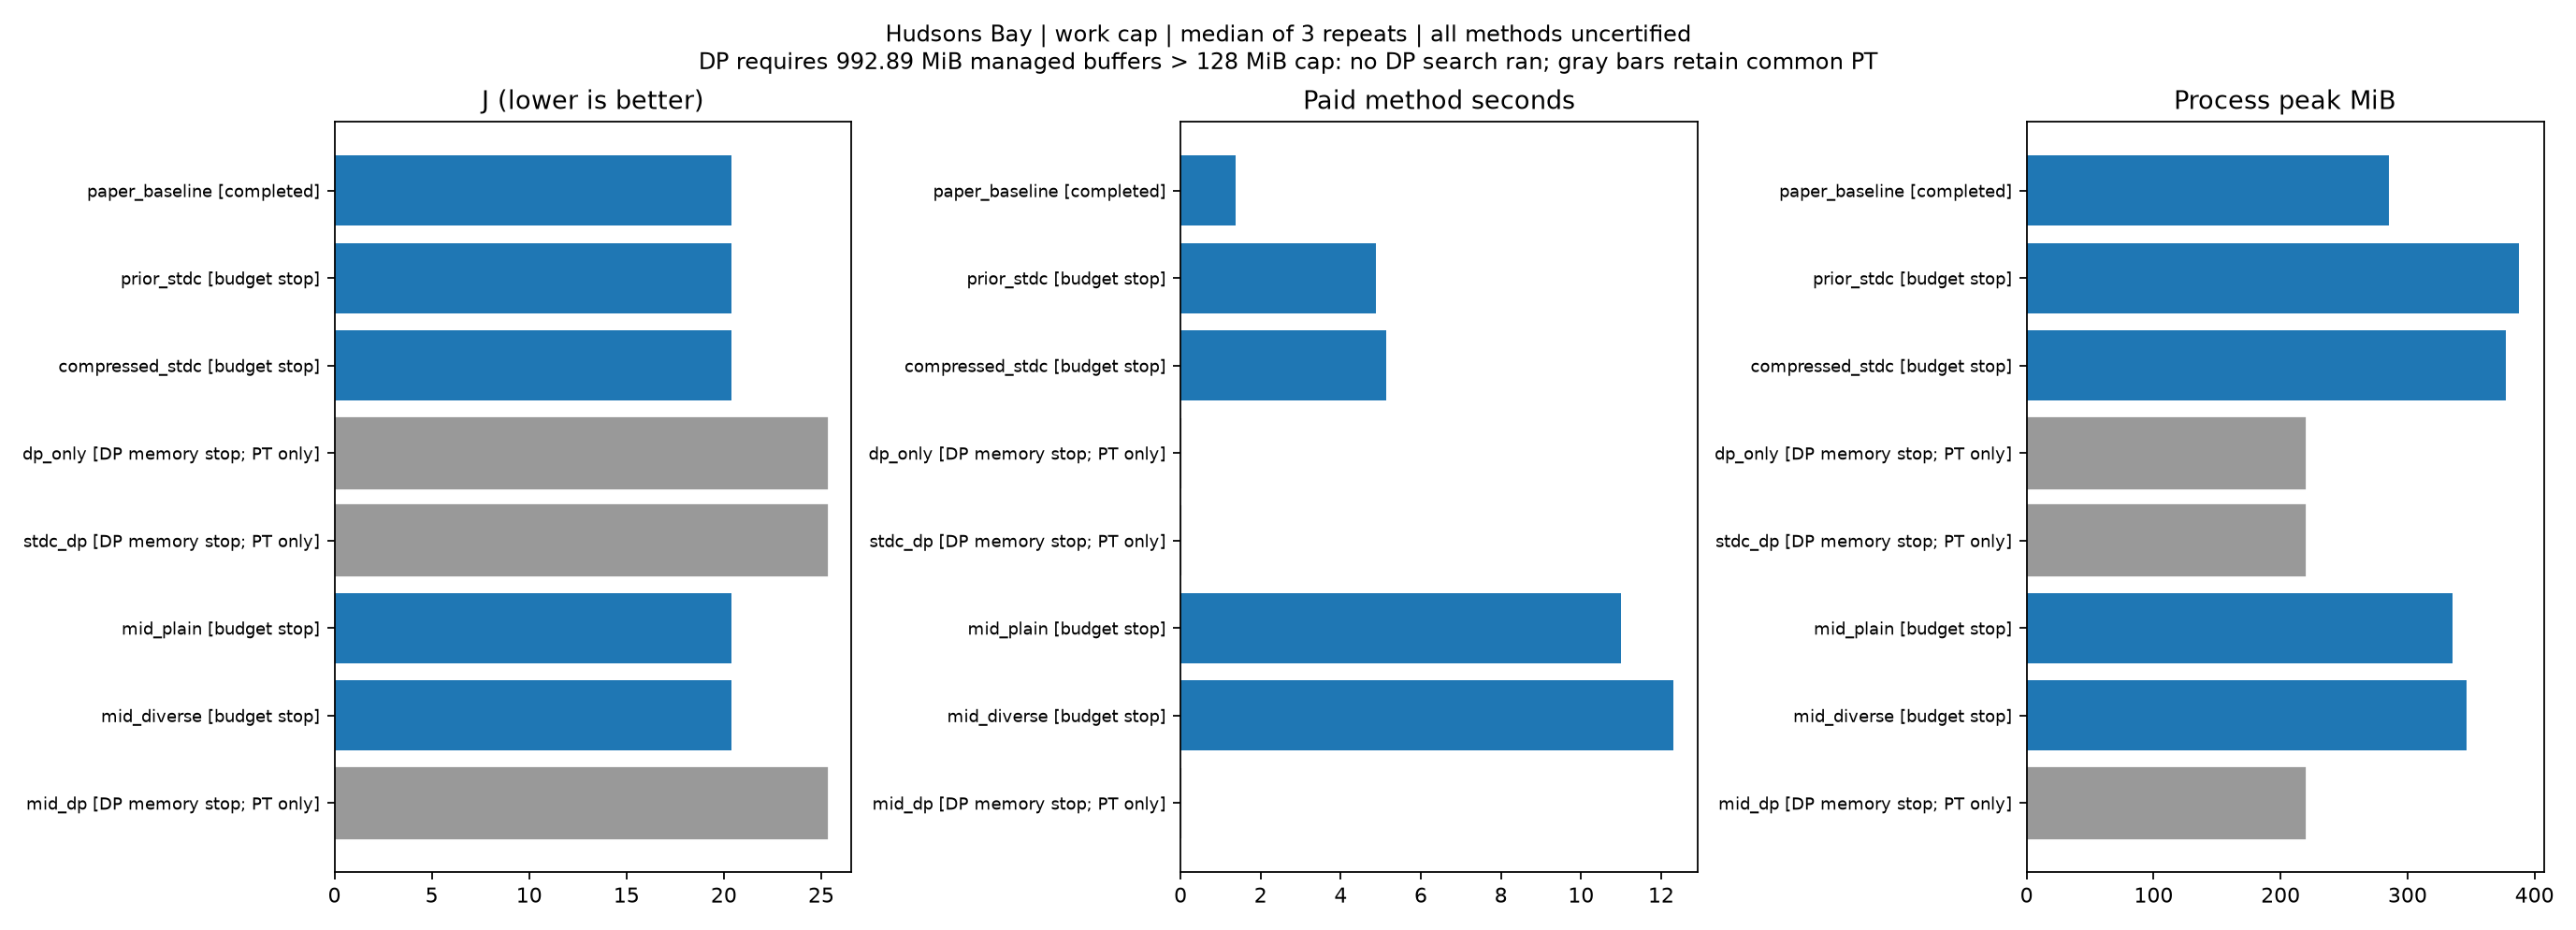 Hudsons Bay | work cap | median of 3 repeats | all methods uncertified
DP requires 992.89 MiB managed buffers > 128 MiB cap: no DP search ran; gray bars retain common PT
J (lower is better)
paper_baseline [completed]
prior_stdc [budget stop]
compressed_stdc [budget stop]
dp_only [DP memory stop; PT only]
stdc_dp [DP memory stop; PT only]
mid_plain [budget stop]
mid_diverse [budget stop]
mid_dp [DP memory stop; PT only]
0 5 10 15 20 25
Paid method seconds
paper_baseline [completed]
prior_stdc [budget stop]
compressed_stdc [budget stop]
dp_only [DP memory stop; PT only]
stdc_dp [DP memory stop; PT only]
mid_plain [budget stop]
mid_diverse [budget stop]
mid_dp [DP memory stop; PT only]
0 2 4 6 8 10 12
Process peak MiB
paper_baseline [completed]
prior_stdc [budget stop]
compressed_stdc [budget stop]
dp_only [DP memory stop; PT only]
stdc_dp [DP memory stop; PT only]
mid_plain [budget stop]
mid_diverse [budget stop]
mid_dp [DP memory stop; PT only]
0 100 200 300 400